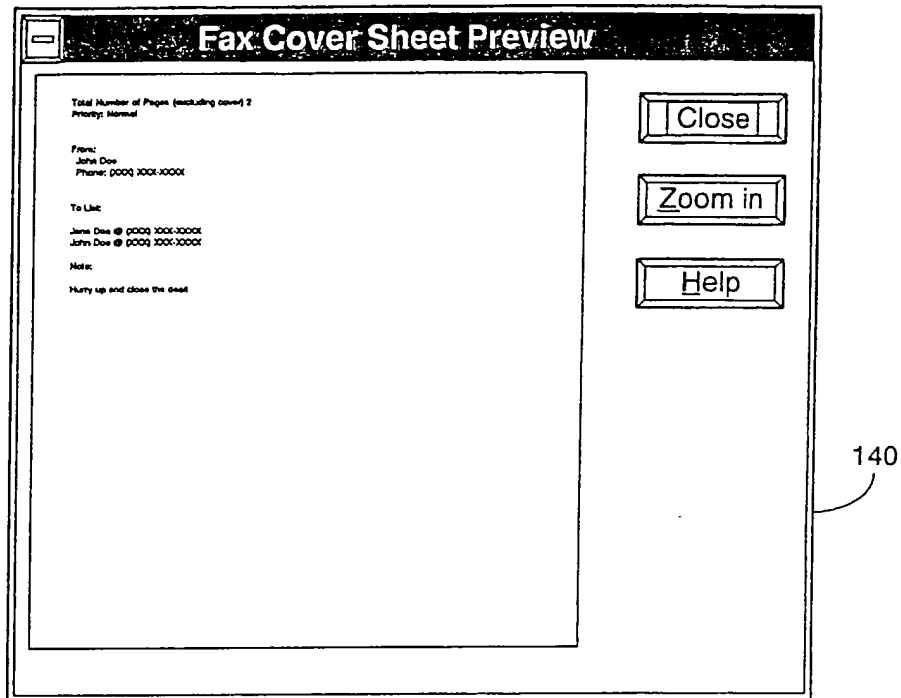 Fax Cover Sheet Preview
Total Number of Pages (excluding cover) 2
Priority: Normal
From:
John Doe
Phone: (XXX) XXX-XXXX
To List:
Jane Doe @ (XXX) XXX-XXXX
John Doe @ (XXX) XXX-XXXX
Note:
Hurry up and close the deal!
Close
Zoom in
Help
140